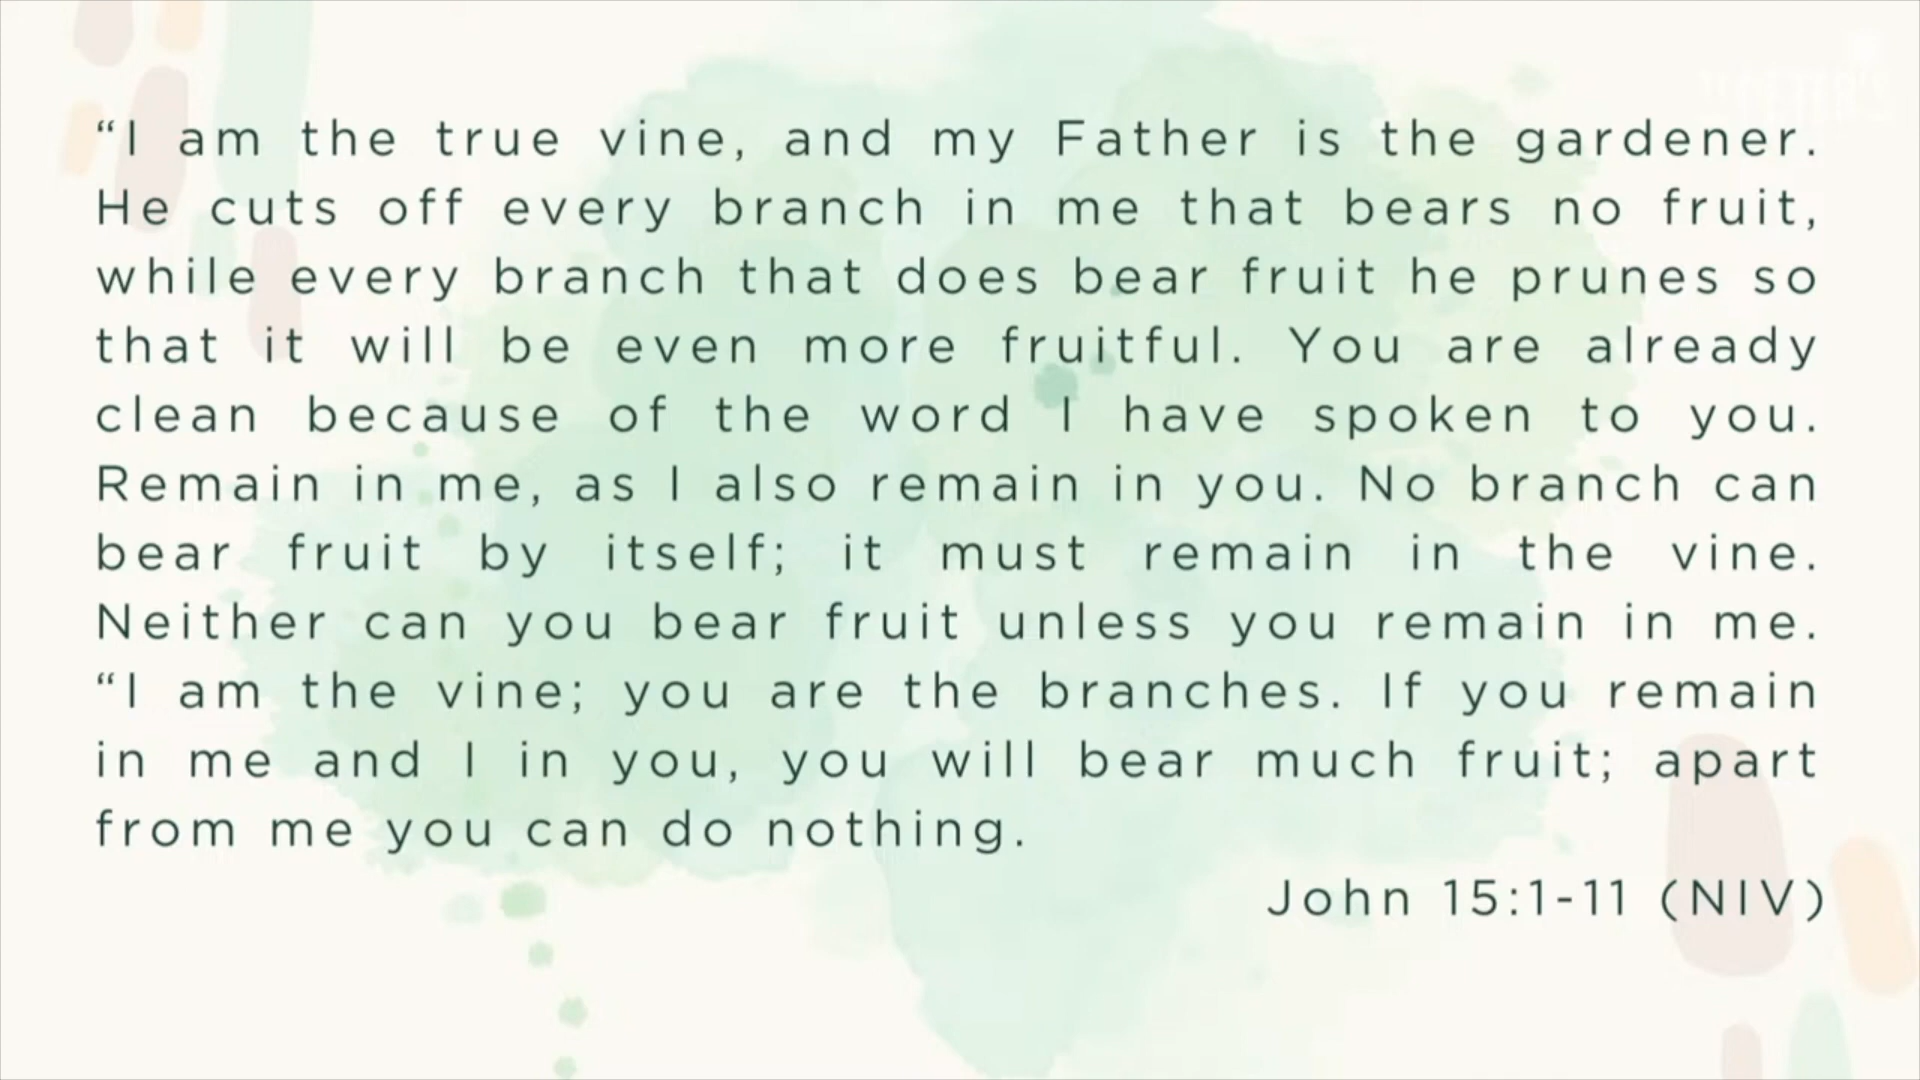 “I am the true vine, and my Father is the gardener.
He cuts off every branch in me that bears no fruit,
while every branch that does bear fruit he prunes so
that it will be even more fruitful. You are already
clean because of the word I have spoken to you.
Remain in me, as I also remain in you. No branch can
bear fruit by itself; it must remain in the vine.
Neither can you bear fruit unless you remain in me.
“I am the vine; you are the branches. If you remain
in me and I in you, you will bear much fruit; apart
from me you can do nothing.
John 15:1-11 (NIV)